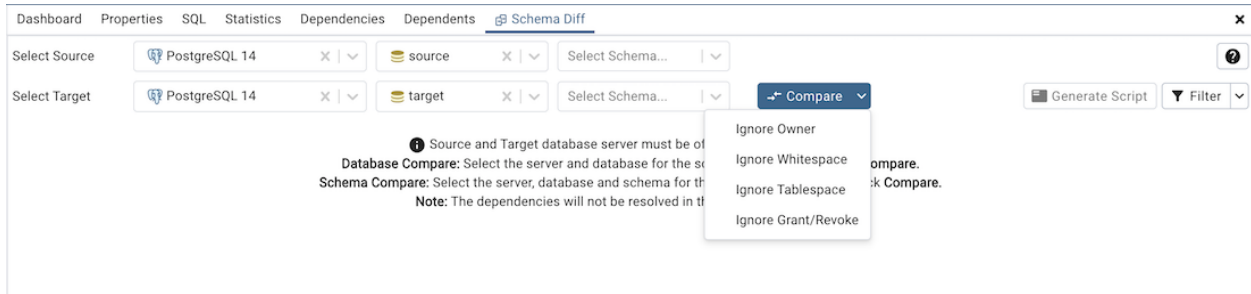 Dashboard Properties SQL Statistics Dependencies Dependents Schema Diff
Select Source PostgreSQL 14 source Select Schema...
Select Target PostgreSQL 14 target Select Schema... Compare Generate Script Filter
Ignore Owner
Source and Target database server must be of
Ignore Whitespace
Database Compare: Select the server and database for the so ompare.
Schema Compare: Select the server, database and schema for th Ignore Tablespace k Compare.
Note: The dependencies will not be resolved in th
Ignore Grant/Revoke